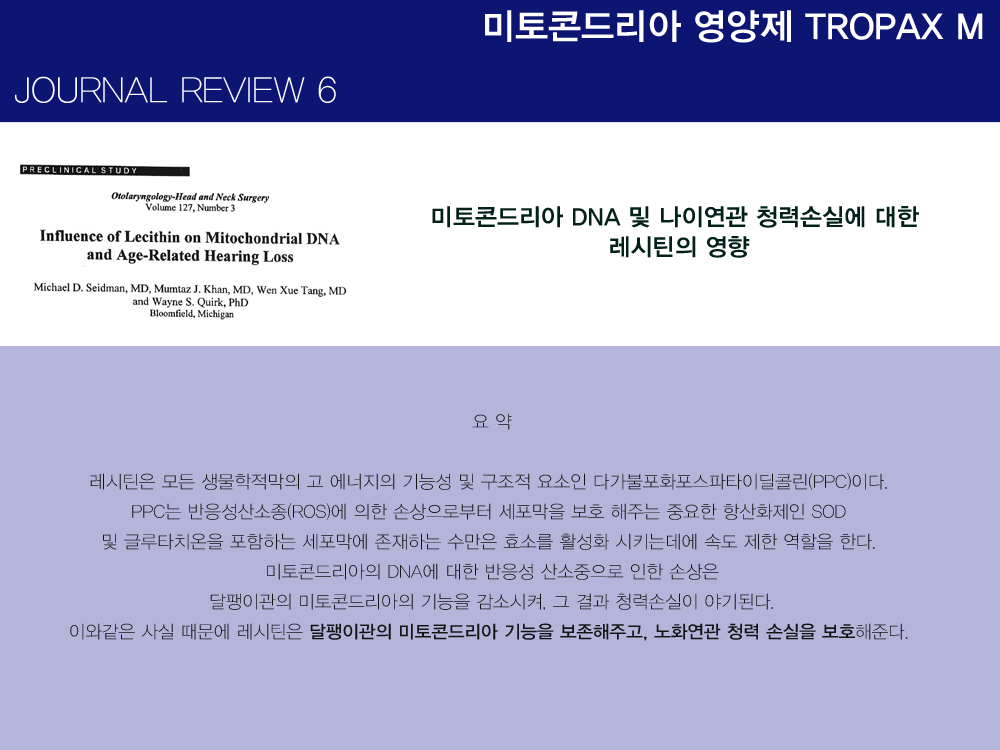 미토콘드리아 영양제 TROPAX M
JOURNAL REVIEW 6
PRECLINICAL STUDY
Otolaryngology-Head and Neck Surgery
Volume 127, Number 3
Influence of Lecithin on Mitochondrial DNA
and Age-Related Hearing Loss
Michael D. Seidman, MD, Mumtaz J. Khan, MD, Wen Xue Tang, MD
and Wayne S. Quirk, PhD
Bloomfield, Michigan
미토콘드리아 DNA 및 나이연관 청력손실에 대한
레시틴의 영향
요 약
레시틴은 모든 생물학적막의 고 에너지의 기능성 및 구조적 요소인 다가불포화포스파타이딜콜린(PPC)이다.
PPC는 반응성산소종(ROS)에 의한 손상으로부터 세포막을 보호 해주는 중요한 항산화제인 SOD
및 글루타치온을 포함하는 세포막에 존재하는 수만은 효소를 활성화 시키는데에 속도 제한 역할을 한다.
미토콘드리아의 DNA에 대한 반응성 산소중으로 인한 손상은
달팽이관의 미토콘드리아의 기능을 감소시켜, 그 결과 청력손실이 야기된다.
이와같은 사실 때문에 레시틴은 달팽이관의 미토콘드리아 기능을 보존해주고, 노화연관 청력 손실을 보호해준다.